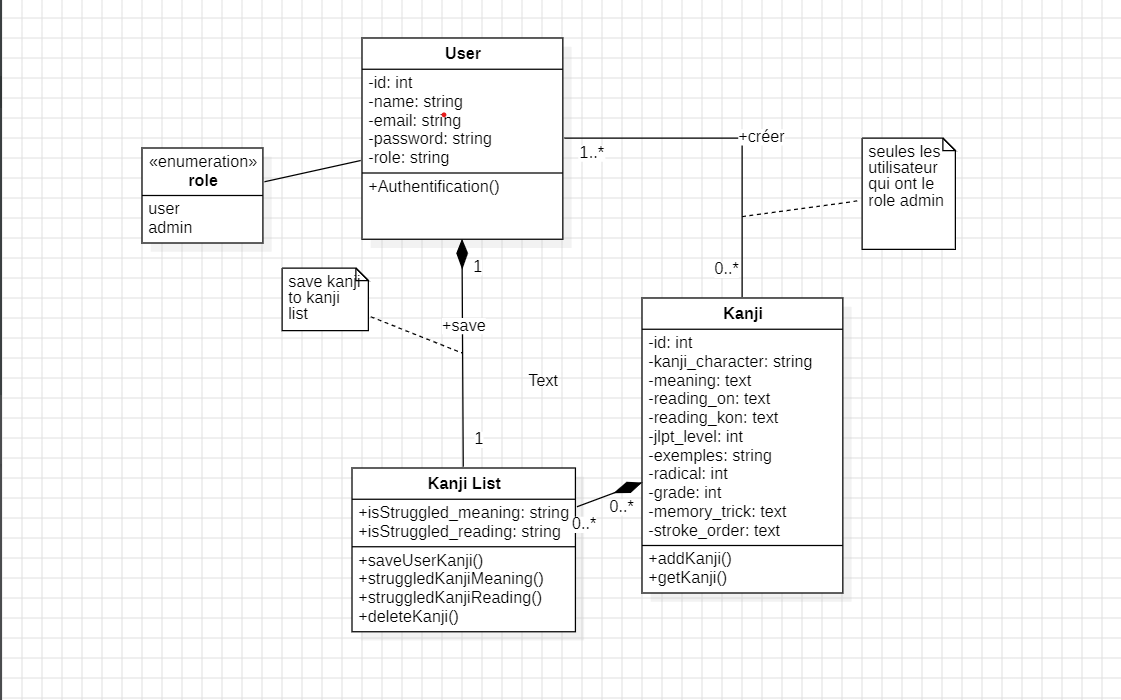 User
-id: int
-name: string
-email: string
-password: string
-role: string
+Authentification()
«enumeration»
role
user
admin
1..*
+créer
seules les
utilisateur
qui ont le
role admin
0..*
1
save kanji
to kanji
list
+save
Text
1
Kanji
-id: int
-kanji_character: string
-meaning: text
-reading_on: text
-reading_kon: text
-jlpt_level: int
-exemples: string
-radical: int
-grade: int
-memory_trick: text
-stroke_order: text
+addKanji()
+getKanji()
Kanji List
+isStruggled_meaning: string
+isStruggled_reading: string
+saveUserKanji()
+struggledKanjiMeaning()
+struggledKanjiReading()
+deleteKanji()
0..*
0..*